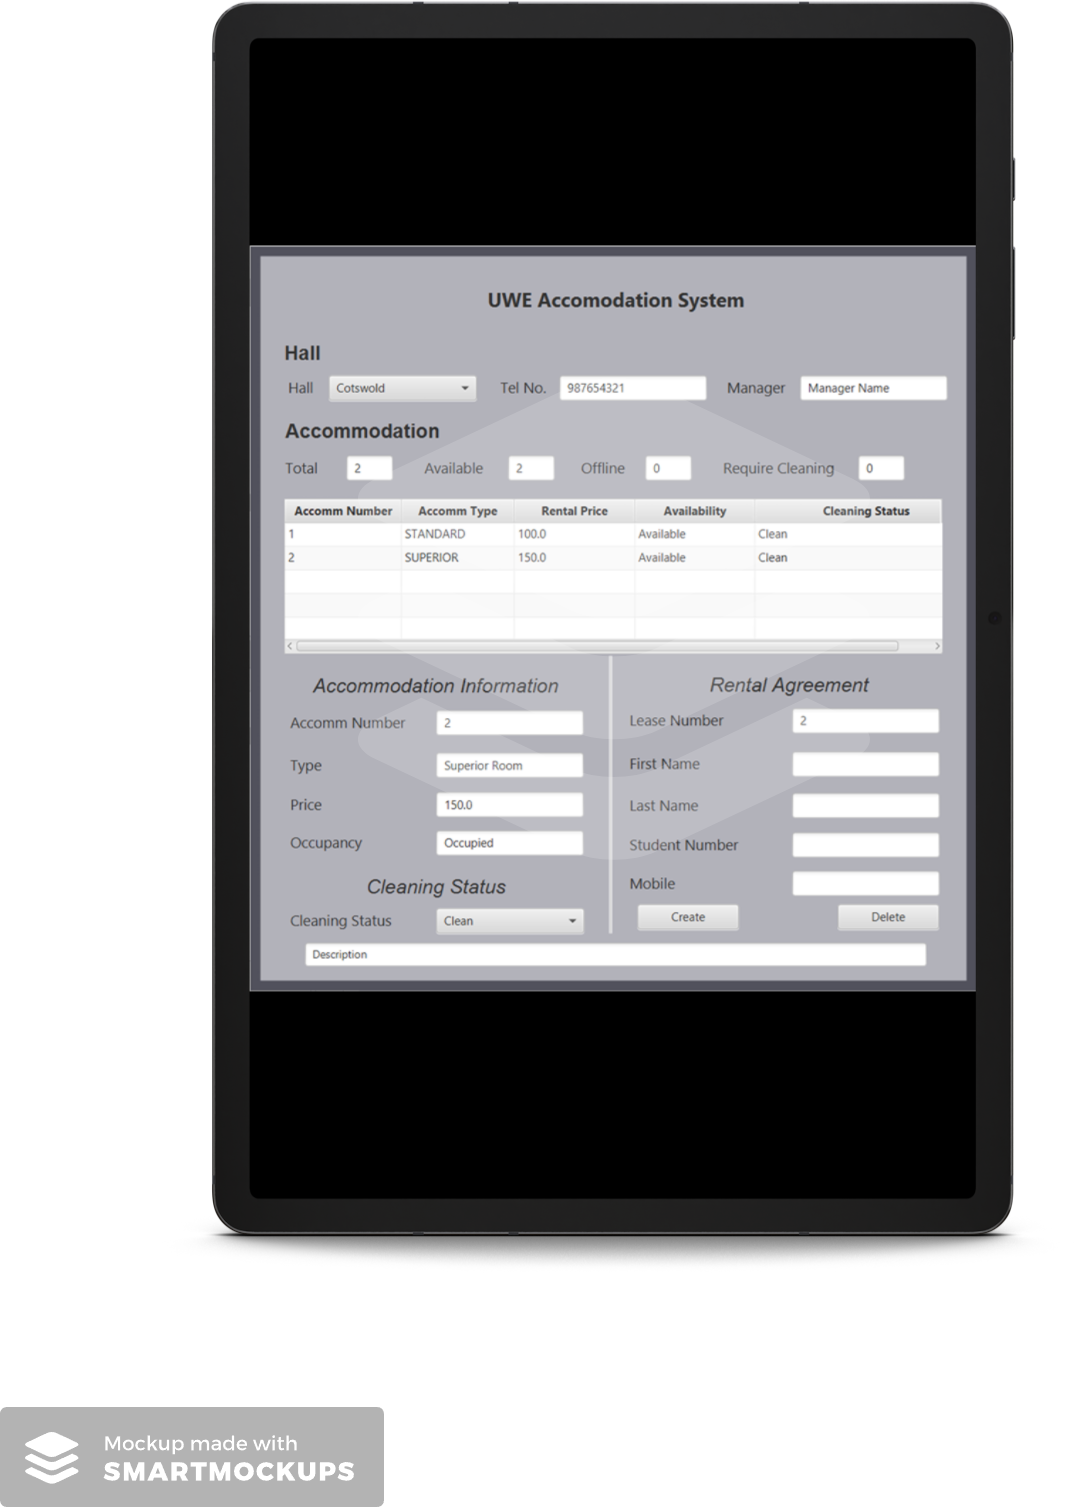 UWE Accomodation System
Hall
Hall Cotswold Tel No. 987654321 Manager Manager Name
Accommodation
Total 2 Available 2 Offline 0 Require Cleaning 0
Accomm Number Accomm Type Rental Price Availability Cleaning Status
1 STANDARD 100.0 Available Clean
2 SUPERIOR 150.0 Available Clean
Accommodation Information Rental Agreement
Accomm Number 2 Lease Number 2
Type Superior Room First Name
Price 150.0 Last Name
Occupancy Occupied Student Number
Cleaning Status Mobile
Cleaning Status Clean Create Delete
Description
Mockup made with
SMARTMOCKUPS